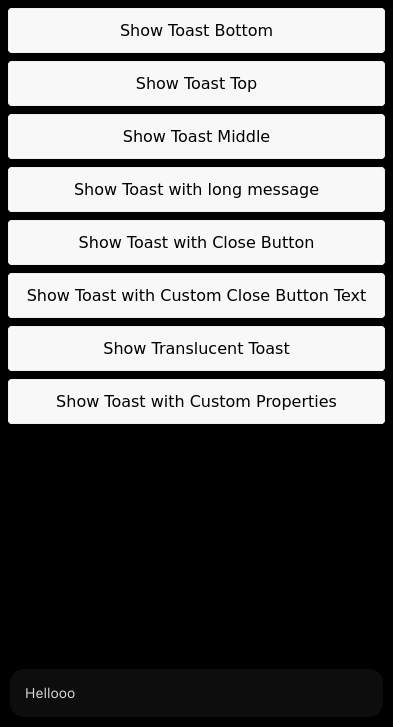 Show Toast Bottom
Show Toast Top
Show Toast Middle
Show Toast with long message
Show Toast with Close Button
Show Toast with Custom Close Button Text
Show Translucent Toast
Show Toast with Custom Properties
Hellooo